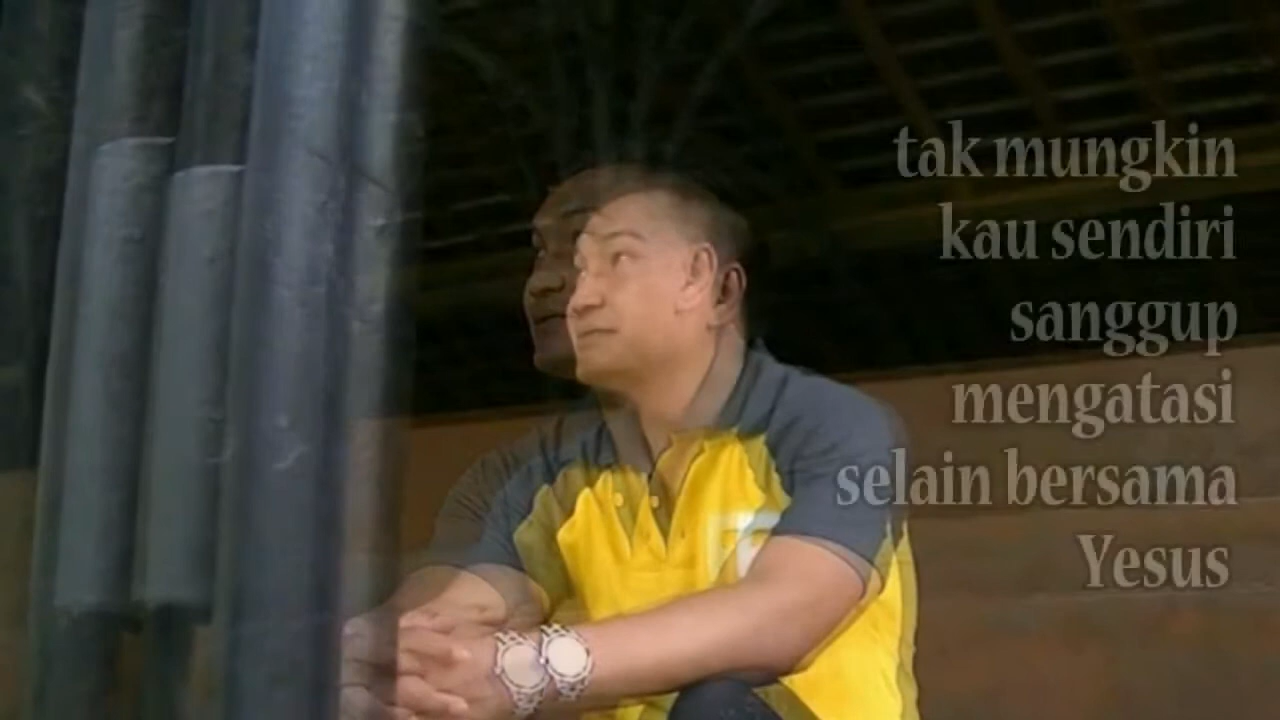 tak mungkin
kau sendiri
sanggup
mengatasi
selain bersama
Yesus